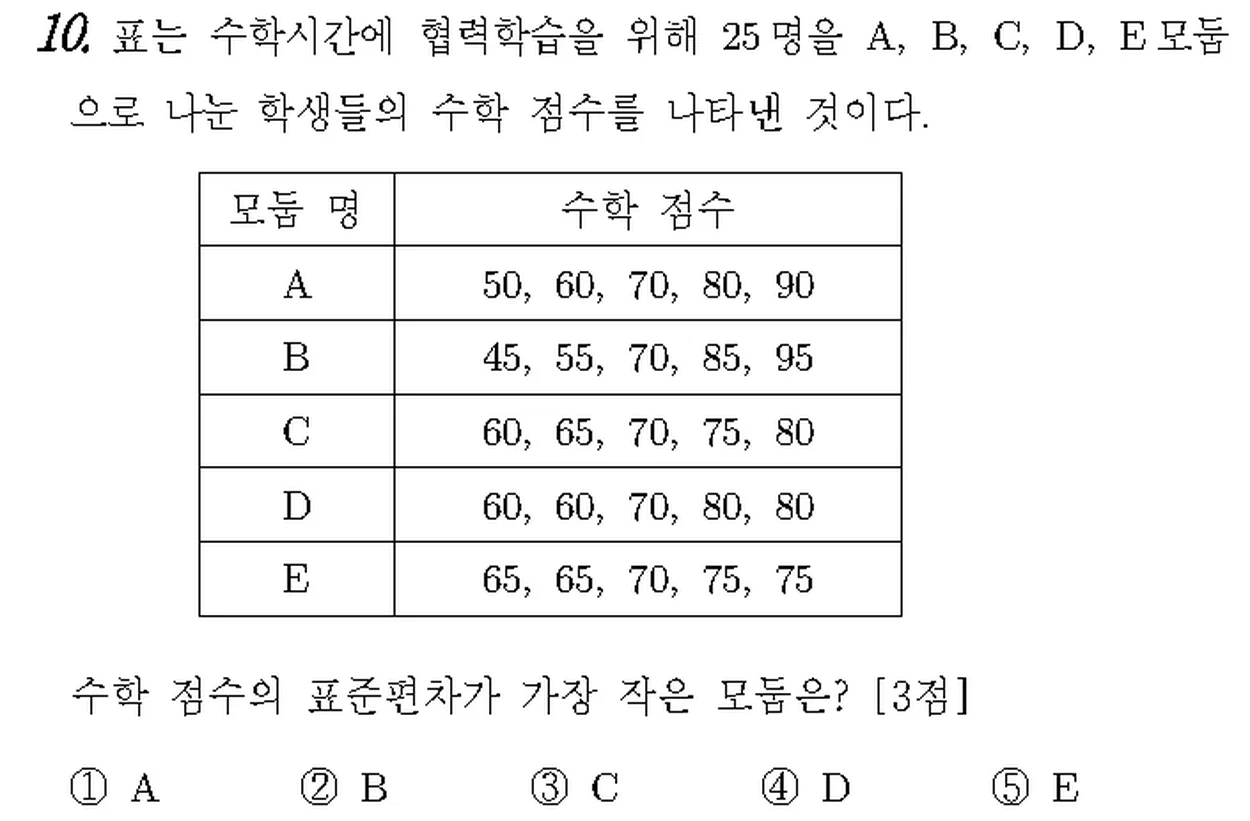 10. 표는 수학시간에 협력학습을 위해 25명을 A, B, C, D, E모둠
으로 나눈 학생들의 수학 점수를 나타낸 것이다.
모둠 명 수학 점수
A 50, 60, 70, 80, 90
B 45, 55, 70, 85, 95
C 60, 65, 70, 75, 80
D 60, 60, 70, 80, 80
E 65, 65, 70, 75, 75
수학 점수의 표준편차가 가장 작은 모둠은? [3점]
① A ② B ③ C ④ D ⑤ E